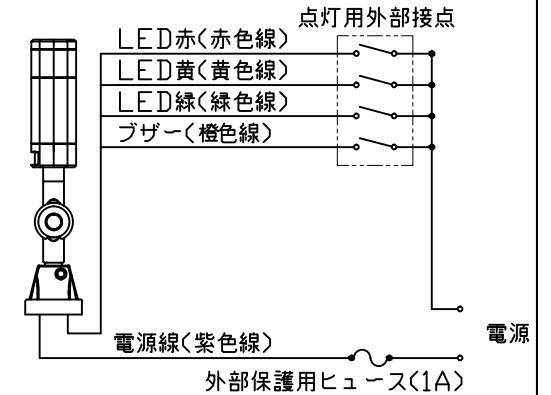 点灯用外部接点
LED赤(赤色線)
LED黄(黄色線)
LED緑(緑色線)
ブザー(橙色線)
電源
電源線(紫色線)
外部保護用ヒューズ(1A)